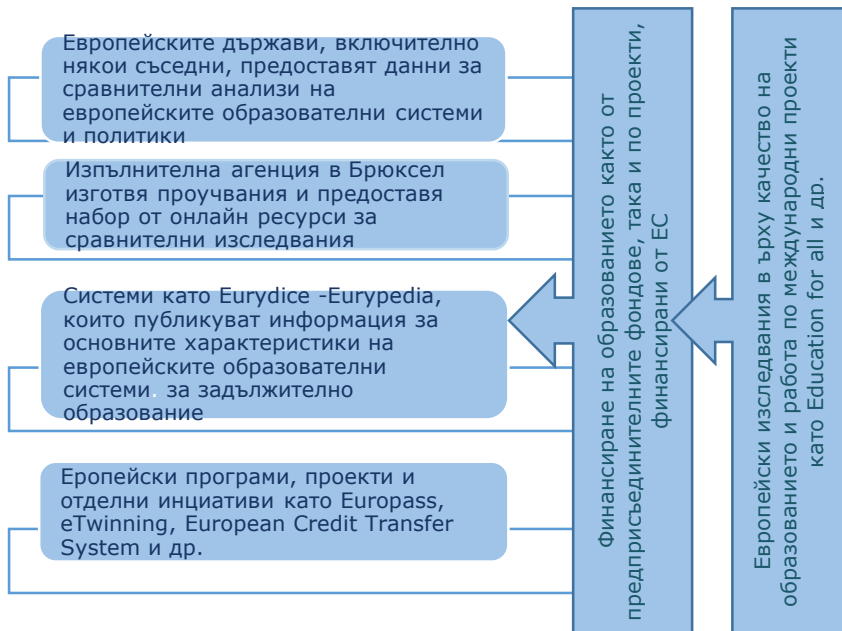 Европейските държави, включително
някои съседни, предоставят данни за
сравнителни анализи на
европейските образователни системи
и политики
Изпълнителна агенция в Брюксел
изготвя проучвания и предоставя
набор от онлайн ресурси за
сравнителни изследвания
Системи като Eurydice -Eurypedia,
които публикуват информация за
основните характеристики на
европейските образователни
системи. за задължително
образование
Еропейски програми, проекти и
отделни инциативи като Europass,
eTwinning, European Credit Transfer
System и др.
Финансиране на образованието както от
предприсъединителните фондове, така и по проекти,
финансирани от ЕС
Европейски изследвания в ърху качество на
образованието и работа по международни проекти
като Education for all и др.